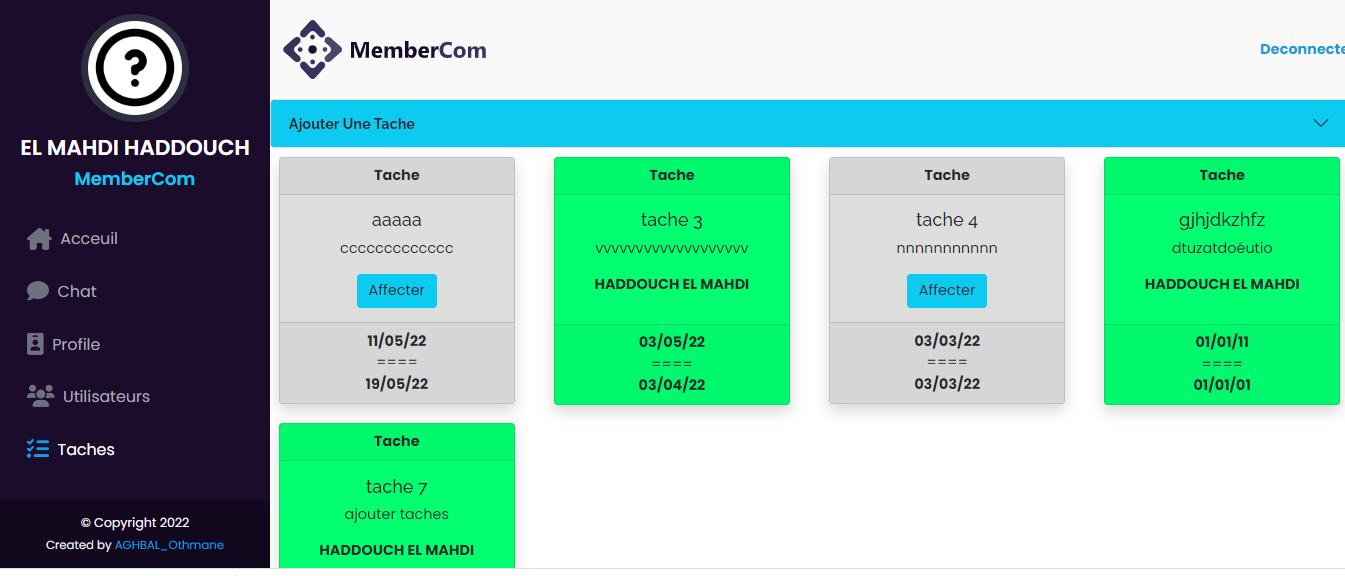 EL MAHDI HADDOUCH
MemberCom
Acceuil
Chat
Profile
Utilisateurs
Taches
© Copyright 2022
Created by AGHBAL_Othmane
MemberCom
Deconnecte
Ajouter Une Tache
Tache
aaaaa
ccccccccccccc
Affecter
11/05/22
====
19/05/22
Tache
tache 3
vvvvvvvvvvvvvvvvvvv
HADDOUCH EL MAHDI
03/05/22
====
03/04/22
Tache
tache 4
nnnnnnnnnnn
Affecter
03/03/22
====
03/03/22
Tache
gjhjdkzhfz
dtuzatdoéutio
HADDOUCH EL MAHDI
01/01/11
====
01/01/01
Tache
tache 7
ajouter taches
HADDOUCH EL MAHDI